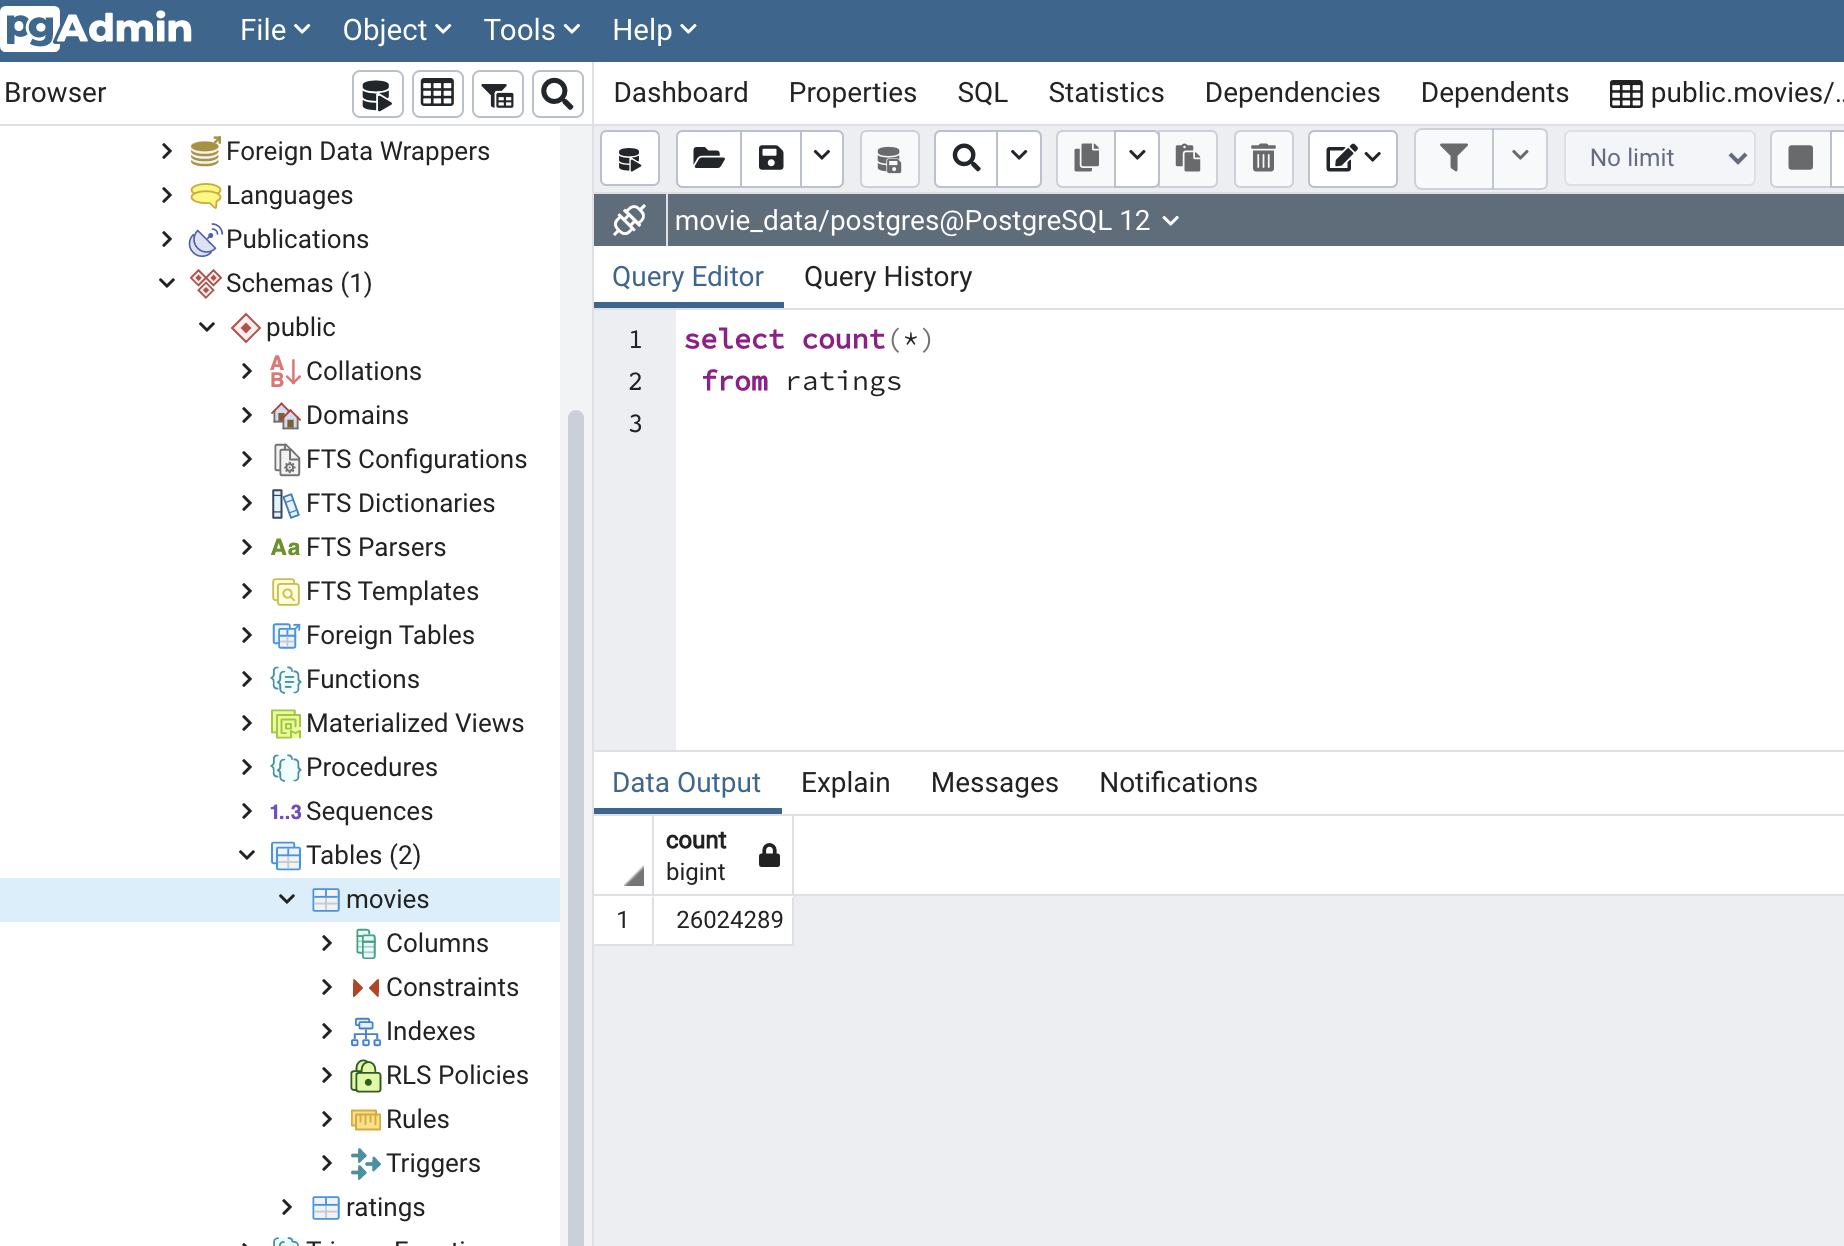 pgAdmin File Object Tools Help
Browser
Dashboard Properties SQL Statistics Dependencies Dependents public.movies/...
Foreign Data Wrappers
Languages
Publications
Schemas (1)
public
Collations
Domains
FTS Configurations
FTS Dictionaries
Aa FTS Parsers
FTS Templates
Foreign Tables
Functions
Materialized Views
Procedures
1..3 Sequences
Tables (2)
movies
Columns
Constraints
Indexes
RLS Policies
Rules
Triggers
ratings
No limit
movie_data/postgres@PostgreSQL 12
Query Editor Query History
1 select count(*)
2 from ratings
3
Data Output Explain Messages Notifications
count
bigint
1 26024289